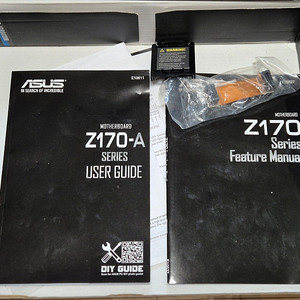 E10611
ASUS
IN SEARCH OF INCREDIBLE
MOTHERBOARD
Z170-A
SERIES
USER GUIDE
DIY GUIDE
MOTHERBOARD
Z170
Series
Feature Manual